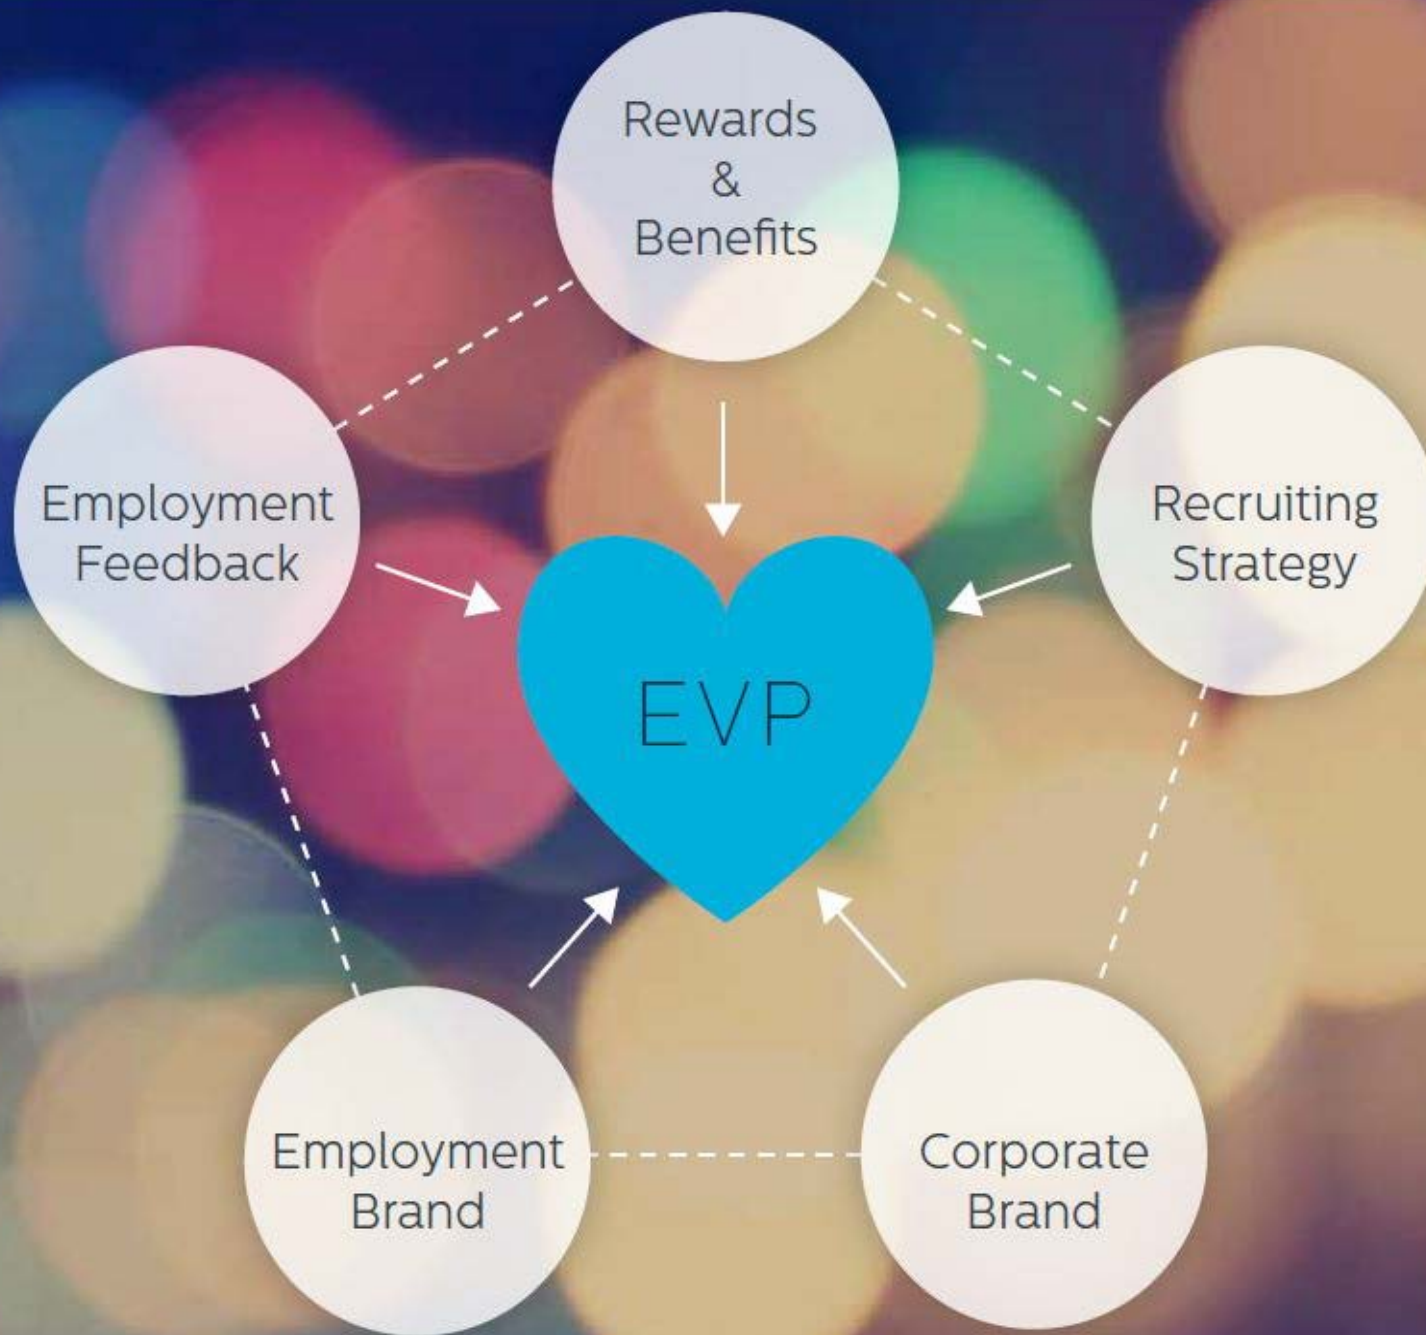 Rewards
&
Benefits
Employment
Feedback
Recruiting
Strategy
EVP
Employment
Brand
Corporate
Brand